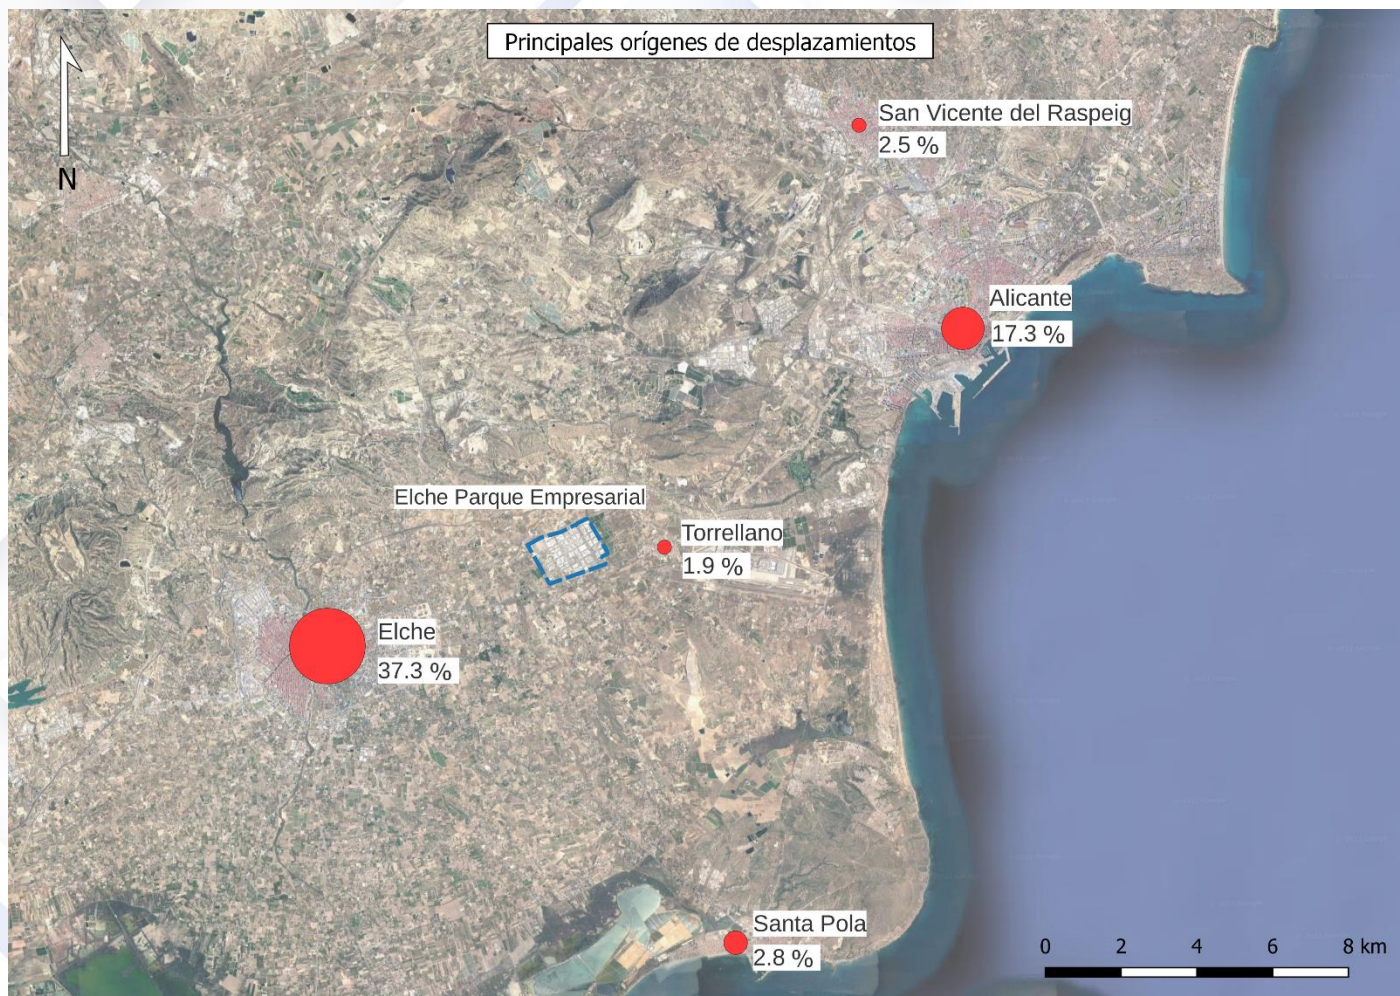 Principales orígenes de desplazamientos
N
San Vicente del Raspeig
2.5 %
Alicante
17.3 %
Elche Parque Empresarial
Torrellano
1.9 %
Elche
37.3 %
Santa Pola
2.8 %
0 2 4 6 8 km